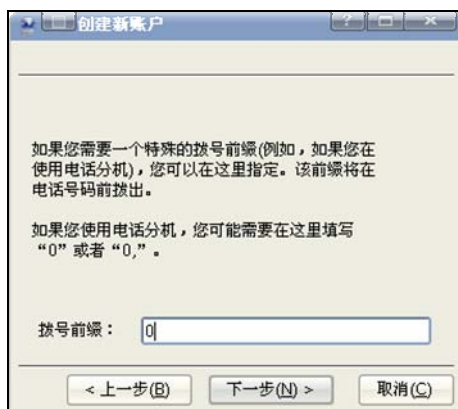 创建新账户
如果您需要一个特殊的拨号前缀(例如，如果您在
使用电话分机)，您可以在这里指定。该前缀将在
电话号码前拨出。
如果您使用电话分机，您可能需要在这里填写
“0”或者“0,”。
拨号前缀： 0
< 上一步(B) 下一步(N) > 取消(C)